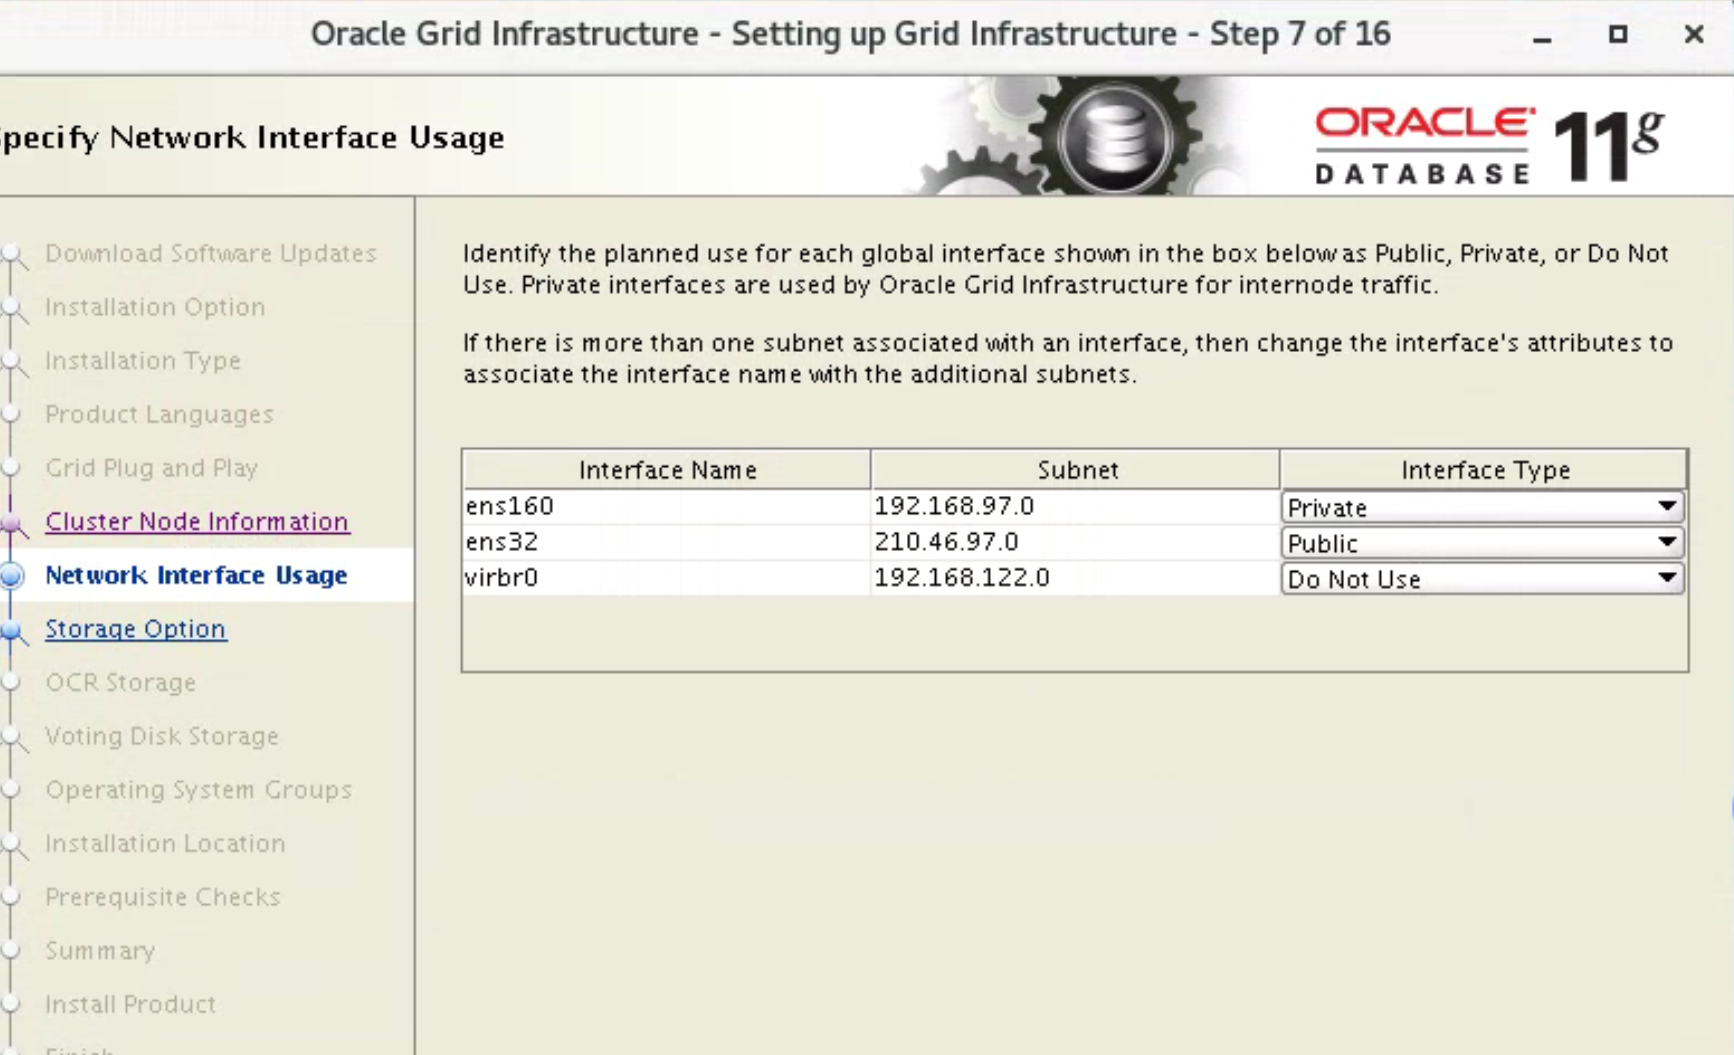 Oracle Grid Infrastructure - Setting up Grid Infrastructure - Step 7 of 16
pecify Network Interface Usage
ORACLE
DATABASE
11g
Download Software Updates
Installation Option
Installation Type
Product Languages
Grid Plug and Play
Cluster Node Information
Network Interface Usage
Storage Option
OCR Storage
Voting Disk Storage
Operating System Groups
Installation Location
Prerequisite Checks
Summary
Install Product
Finish
Identify the planned use for each global interface shown in the box below as Public, Private, or Do Not
Use. Private interfaces are used by Oracle Grid Infrastructure for internode traffic.
If there is more than one subnet associated with an interface, then change the interface's attributes to
associate the interface name with the additional subnets.
Interface Name Subnet Interface Type
ens160 192.168.97.0 Private
ens32 210.46.97.0 Public
virbr0 192.168.122.0 Do Not Use